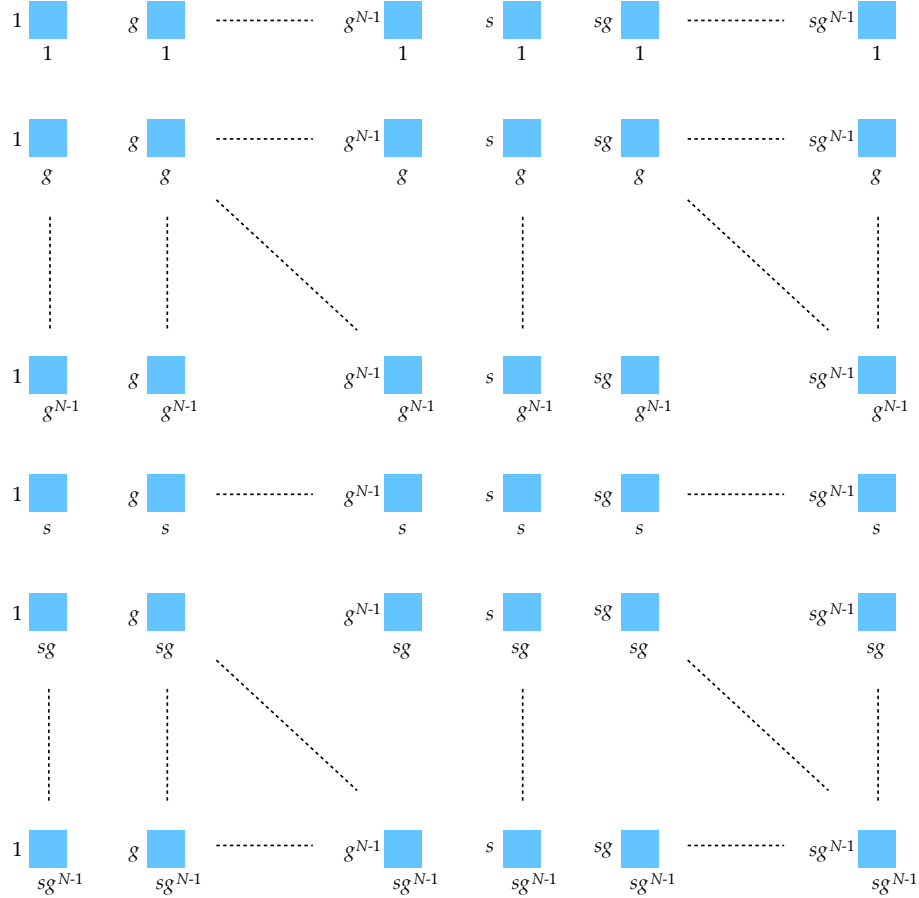 1 g g^{N-1} s sg sg^{N-1}
1 1 1 1 1 1
1 g g^{N-1} s sg sg^{N-1}
g g g g g g
1 g g^{N-1} s sg sg^{N-1}
g^{N-1} g^{N-1} g^{N-1} g^{N-1} g^{N-1} g^{N-1}
1 g g^{N-1} s sg sg^{N-1}
s s s s s s
1 g g^{N-1} s sg sg^{N-1}
sg sg sg sg sg sg
1 g g^{N-1} s sg sg^{N-1}
sg^{N-1} sg^{N-1} sg^{N-1} sg^{N-1} sg^{N-1} sg^{N-1}